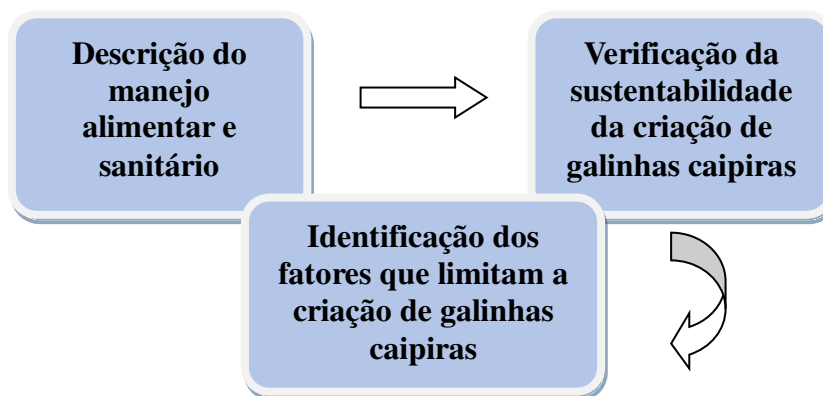 Descrição do
manejo
alimentar e
sanitário
Verificação da
sustentabilidade
da criação de
galinhas caipiras
Identificação dos
fatores que limitam a
criação de galinhas
caipiras